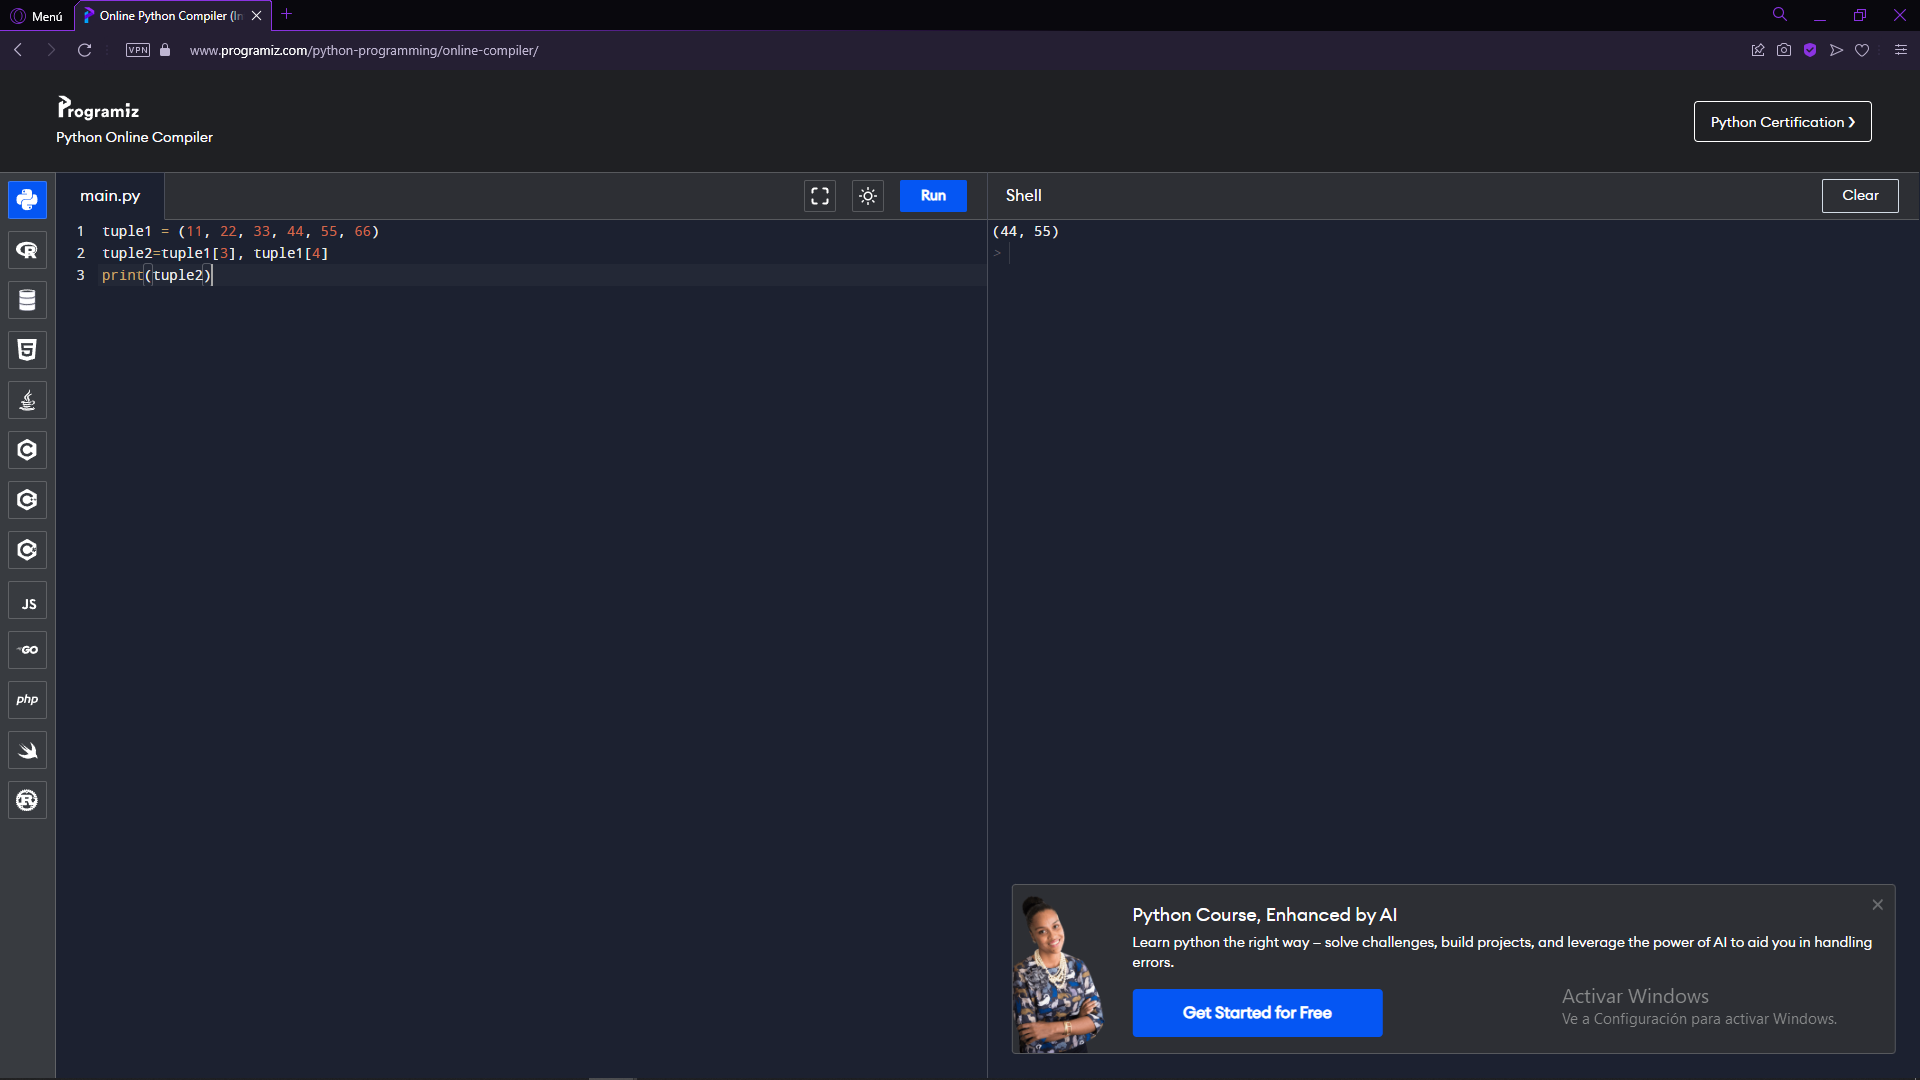 Menú
Online Python Compiler (In
VPN
www.programiz.com/python-programming/online-compiler/
Programiz
Python Online Compiler
Python Certification ❯
main.py
Run
Shell
Clear
1 tuple1 = (11, 22, 33, 44, 55, 66)
2 tuple2=tuple1[3], tuple1[4]
3 print(tuple2)
(44, 55)
>
R
5
C
C
C
JS
GO
php
R
Python Course, Enhanced by AI
Learn python the right way – solve challenges, build projects, and leverage the power of AI to aid you in handling
errors.
Get Started for Free
Activar Windows
Ve a Configuración para activar Windows.